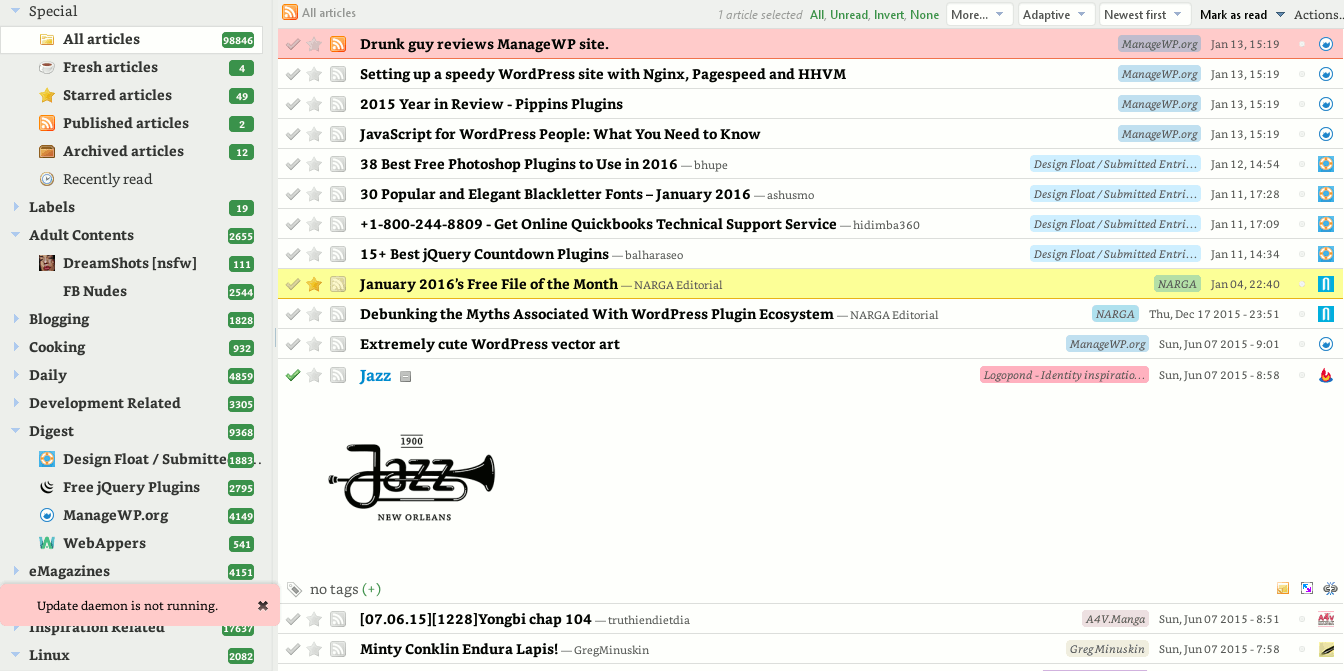 Special
All articles 98846
Fresh articles 4
Starred articles 49
Published articles 2
Archived articles 12
Recently read
Labels 19
Adult Contents 2655
DreamShots [nsfw] 111
FB Nudes 2544
Blogging 1828
Cooking 932
Daily 4859
Development Related 3305
Digest 9368
Design Float / Submitte 1883 …
Free jQuery Plugins 2795
ManageWP.org 4149
WebAppers 541
eMagazines 4151
Update daemon is not running. ✖
Inspiration Related 17637
Linux 2082
All articles 1 article selected All, Unread, Invert, None More... Adaptive Newest first Mark as read Actions...
Drunk guy reviews ManageWP site. ManageWP.org Jan 13, 15:19
Setting up a speedy WordPress site with Nginx, Pagespeed and HHVM ManageWP.org Jan 13, 15:19
2015 Year in Review - Pippins Plugins ManageWP.org Jan 13, 15:19
JavaScript for WordPress People: What You Need to Know ManageWP.org Jan 13, 15:19
38 Best Free Photoshop Plugins to Use in 2016 — bhupe Design Float / Submitted Entri… Jan 12, 14:54
30 Popular and Elegant Blackletter Fonts – January 2016 — ashusmo Design Float / Submitted Entri… Jan 11, 17:28
+1-800-244-8809 - Get Online Quickbooks Technical Support Service — hidimba360 Design Float / Submitted Entri… Jan 11, 17:09
15+ Best jQuery Countdown Plugins — balharaseo Design Float / Submitted Entri… Jan 11, 14:34
January 2016's Free File of the Month — NARGA Editorial NARGA Jan 04, 22:40
Debunking the Myths Associated With WordPress Plugin Ecosystem — NARGA Editorial NARGA Thu, Dec 17 2015 - 23:51
Extremely cute WordPress vector art ManageWP.org Sun, Jun 07 2015 - 9:01
Jazz Logopond - Identity inspiratio… Sun, Jun 07 2015 - 8:58
1900
Jazz
NEW ORLEANS
no tags (+)
[07.06.15][1228]Yongbi chap 104 — truthiendietdia A4V.Manga Sun, Jun 07 2015 - 8:51
Minty Conklin Endura Lapis! — GregMinuskin Greg Minuskin Sun, Jun 07 2015 - 7:58